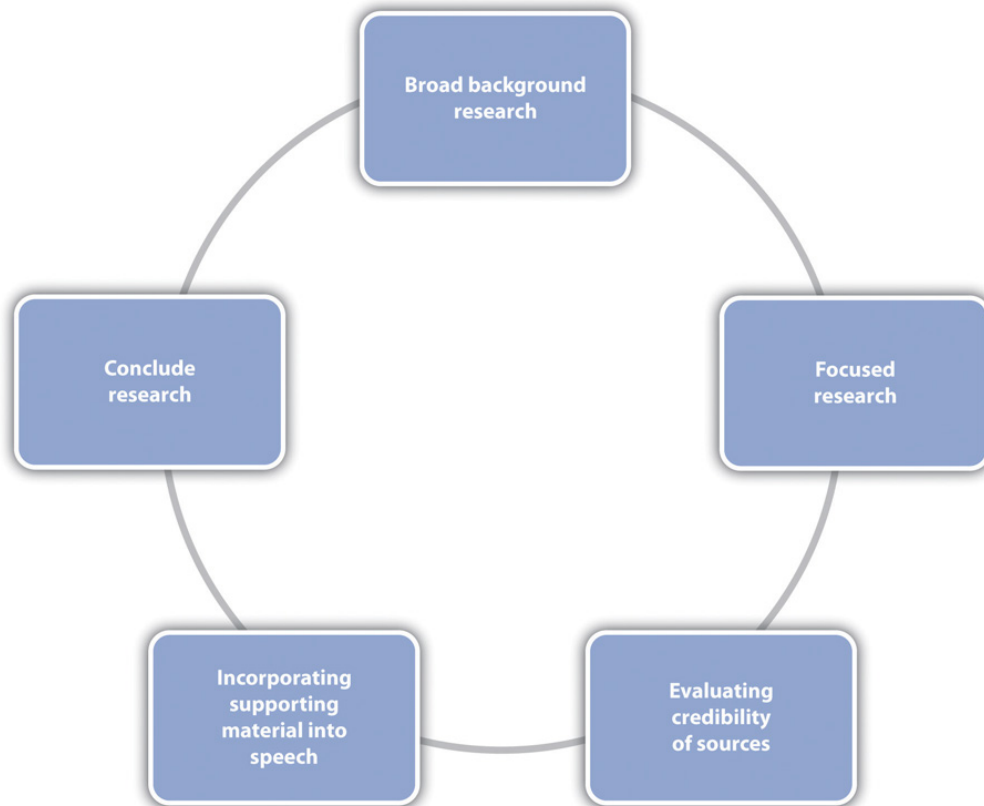 Broad background
research
Focused
research
Evaluating
credibility
of sources
Incorporating
supporting
material into
speech
Conclude
research